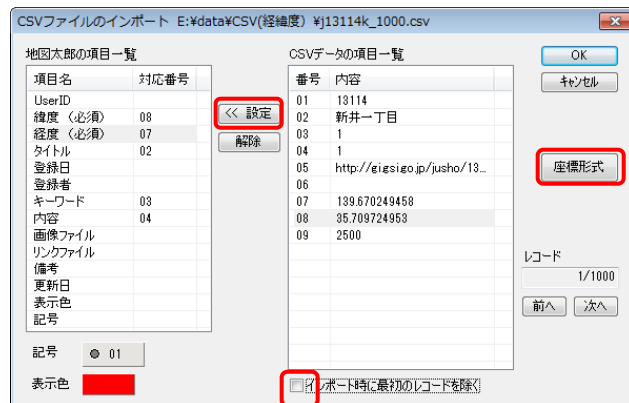 CSVファイルのインポート E:¥data¥CSV(経緯度) ¥j13114k_1000.csv
地図太郎の項目一覧
項目名 対応番号
UserID
緯度 (必須) 08
経度 (必須) 07
タイトル 02
登録日
登録者
キーワード 03
内容 04
画像ファイル
リンクファイル
備考
更新日
表示色
記号
記号 01
表示色
<< 設定
解除
CSVデータの項目一覧
番号 内容
01 13114
02 新井一丁目
03 1
04 1
05 http://gigsigo.jp/jusho/13...
06
07 139.670249458
08 35.709724953
09 2500
インポート時に最初のレコードを除く
OK
キャンセル
座標形式
レコード
1/1000
前へ 次へ